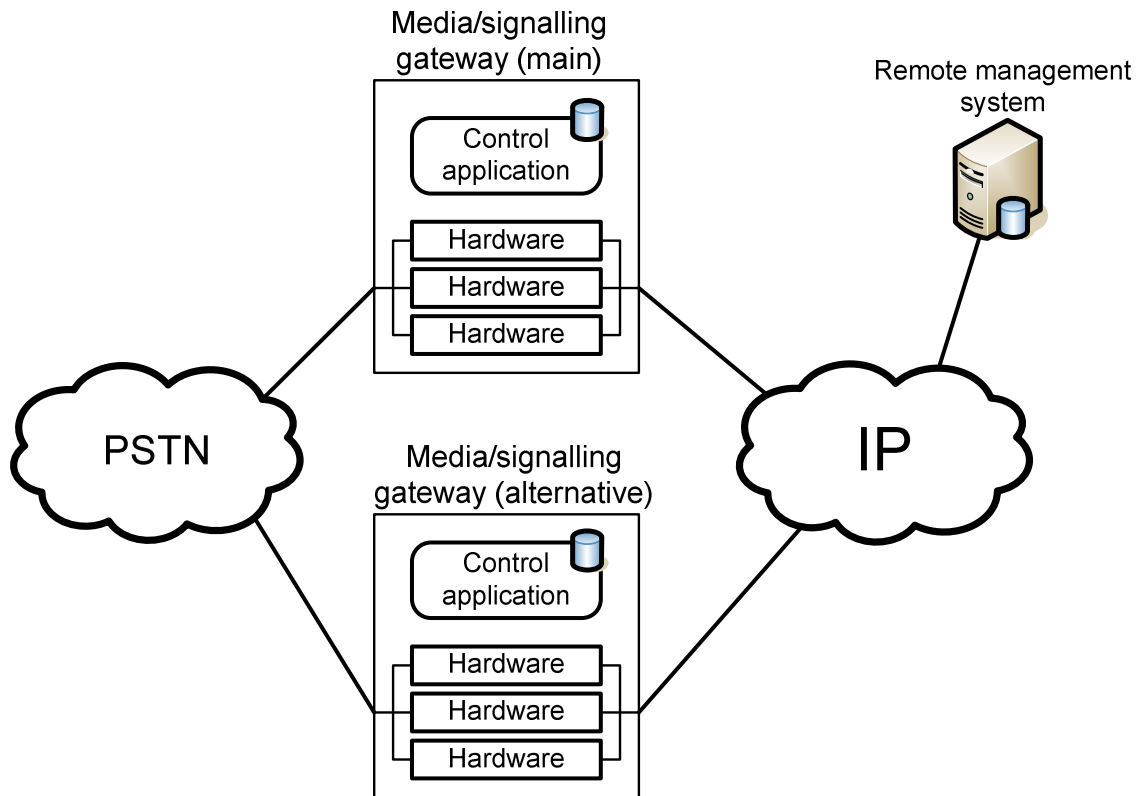 Media/signalling
gateway (main)
Remote management
system
Control
application
Hardware
Hardware
Hardware
PSTN
IP
Media/signalling
gateway (alternative)
Control
application
Hardware
Hardware
Hardware